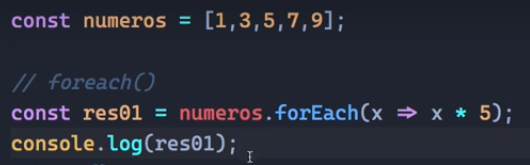 const numeros = [1,3,5,7,9];
// foreach()
const res01 = numeros.forEach(x => x * 5);
console.log(res01);